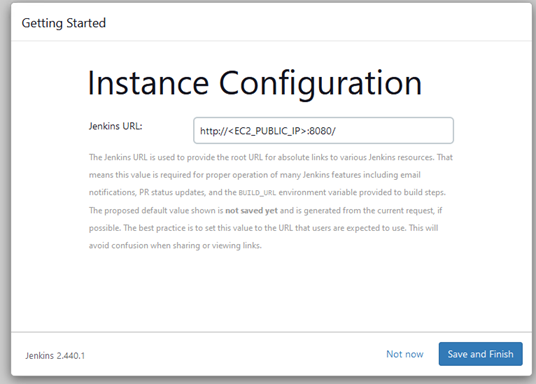 Getting Started
Instance Configuration
Jenkins URL:
http://<EC2_PUBLIC_IP>:8080/
The Jenkins URL is used to provide the root URL for absolute links to various Jenkins resources. That
means this value is required for proper operation of many Jenkins features including email
notifications, PR status updates, and the BUILD_URL environment variable provided to build steps.
The proposed default value shown is not saved yet and is generated from the current request, if
possible. The best practice is to set this value to the URL that users are expected to use. This will
avoid confusion when sharing or viewing links.
Jenkins 2.440.1
Not now
Save and Finish